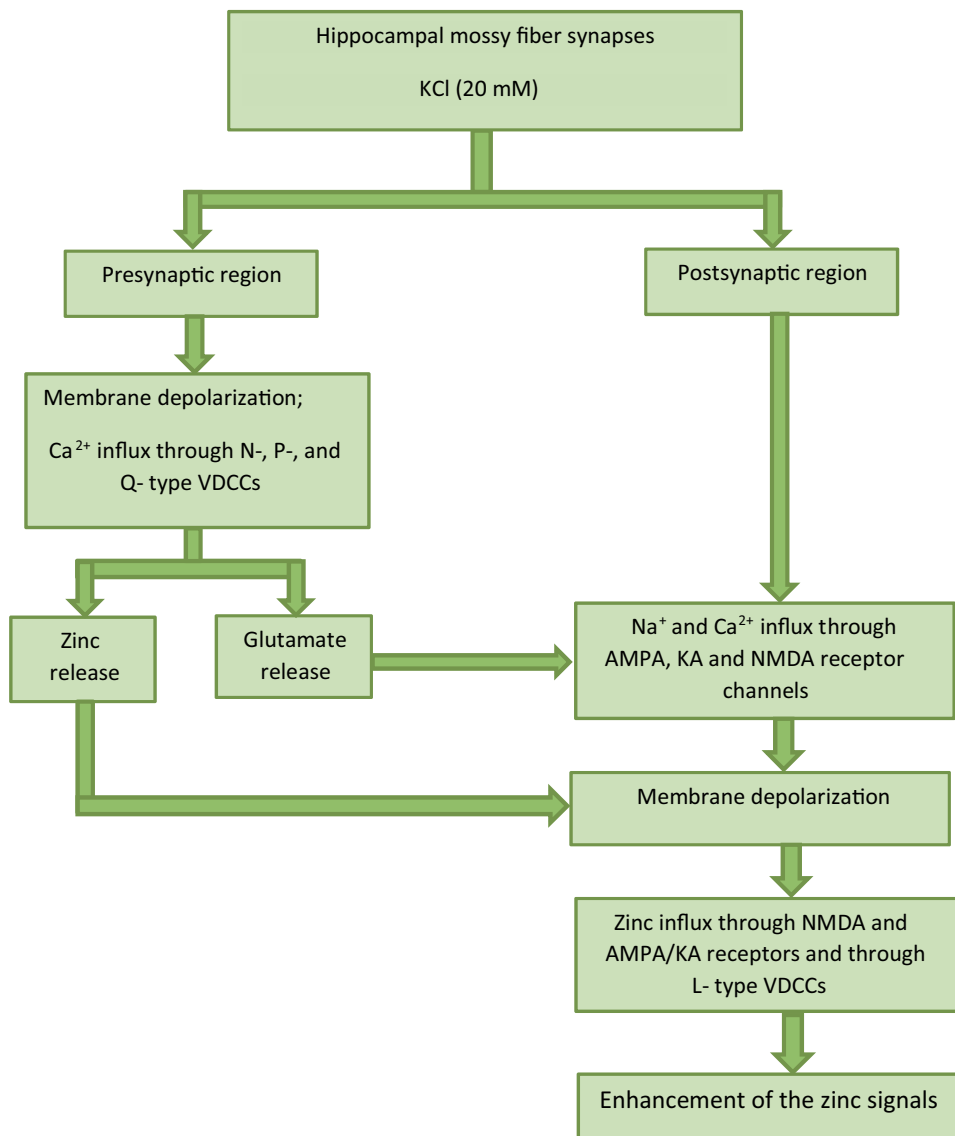 Hippocampal mossy fiber synapses
KCl (20 mM)
Presynaptic region
Postsynaptic region
Membrane depolarization;
Ca²⁺ influx through N-, P-, and
Q- type VDCCs
Zinc
release
Glutamate
release
Na⁺ and Ca²⁺ influx through
AMPA, KA and NMDA receptor
channels
Membrane depolarization
Zinc influx through NMDA and
AMPA/KA receptors and through
L- type VDCCs
Enhancement of the zinc signals